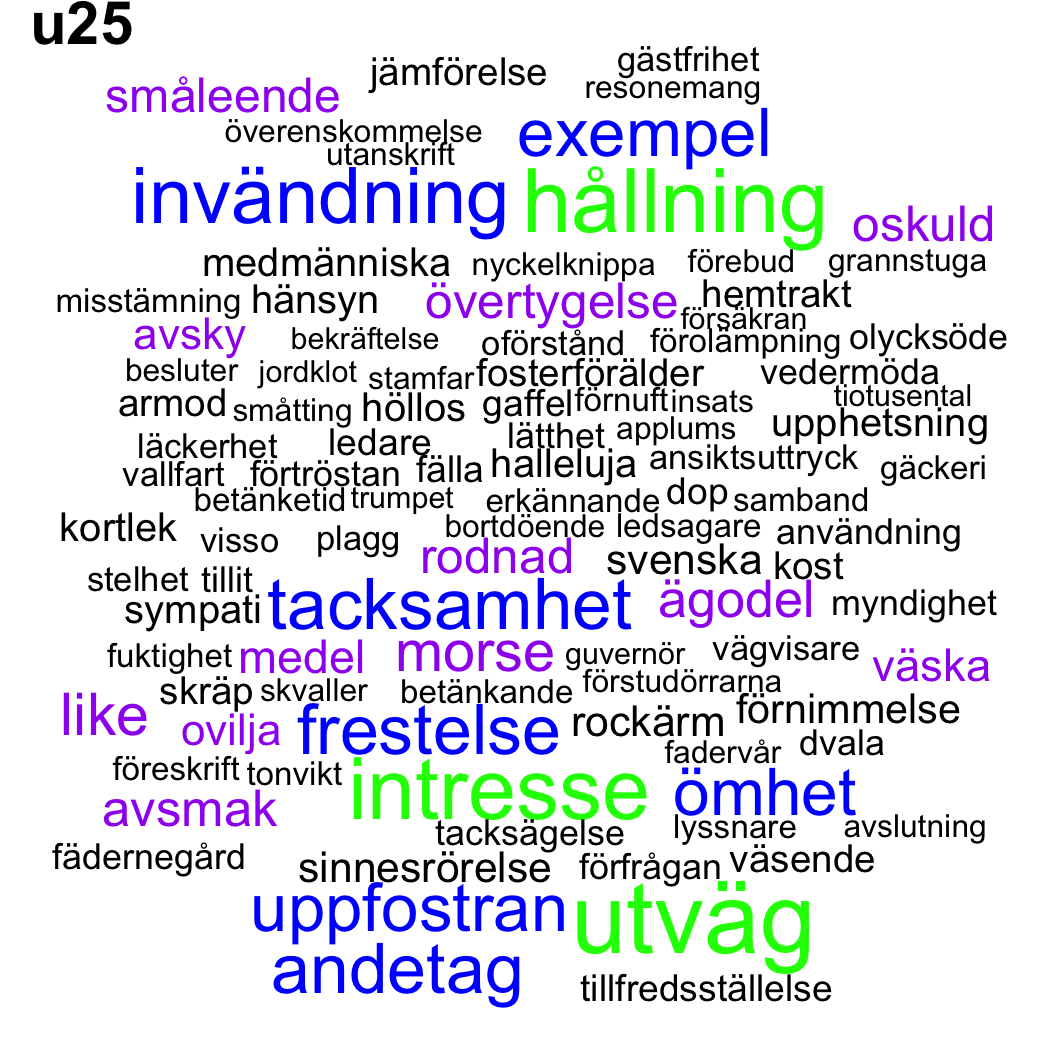 u25
jämförelse gästfrihet
småleende resonemang
överenskommelse exempel
utanskrift
invändning hållning oskuld
medmänniska nyckelknippa förebud grannstuga
misstämning hänsyn övertygelse hemtrakt
försäkran
avsky bekräftelse oförstånd förolämpning olycksöde
besluter jordklot stamfar fosterförälder vedermöda
armod småtting höllos gaffel förnuft insats tiotusental
läckerhet ledare lätthet applums upphetsning
vallfart förtröstan fälla halleluja ansiktsuttryck gäckeri
betänketid trumpet erkännande dop samband
kortlek visso plagg bortdöende ledsagare användning
rodnad svenska kost
stelhet tillit
sympati tacksamhet ägodel myndighet
fuktighet medel morse guvernör vägvisare väska
skräp skvaller betänkande förstudörrarna
like ovilja frestelse rockärm förnimmelse
fadervår dvala
föreskrift tonvikt intresse ömhet
avsmak
tacksägelse lyssnare avslutning
fädernegård sinnesrörelse förfrågan väsende
uppfostran utväg
andetag tillfredsställelse